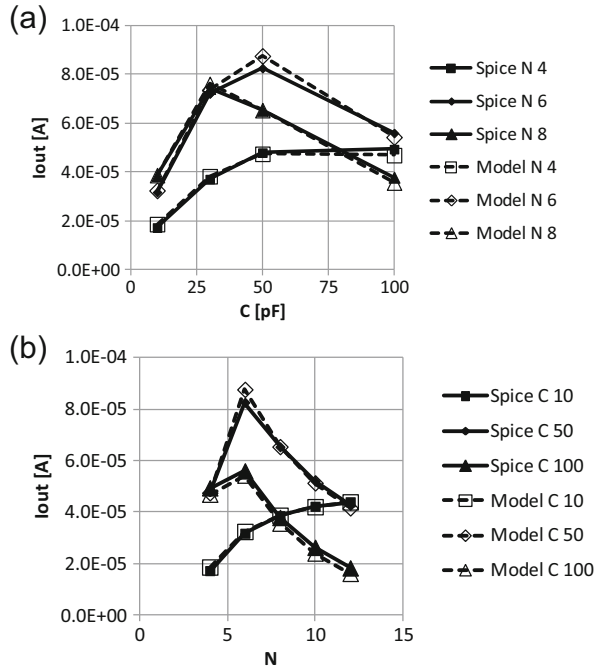 (a)
1.0E-04
8.0E-05
6.0E-05
4.0E-05
2.0E-05
0.0E+00
Iout [A]
0 25 50 75 100
C [pF]
Spice N 4
Spice N 6
Spice N 8
Model N 4
Model N 6
Model N 8
(b)
1.0E-04
8.0E-05
6.0E-05
4.0E-05
2.0E-05
0.0E+00
Iout [A]
0 5 10 15
N
Spice C 10
Spice C 50
Spice C 100
Model C 10
Model C 50
Model C 100